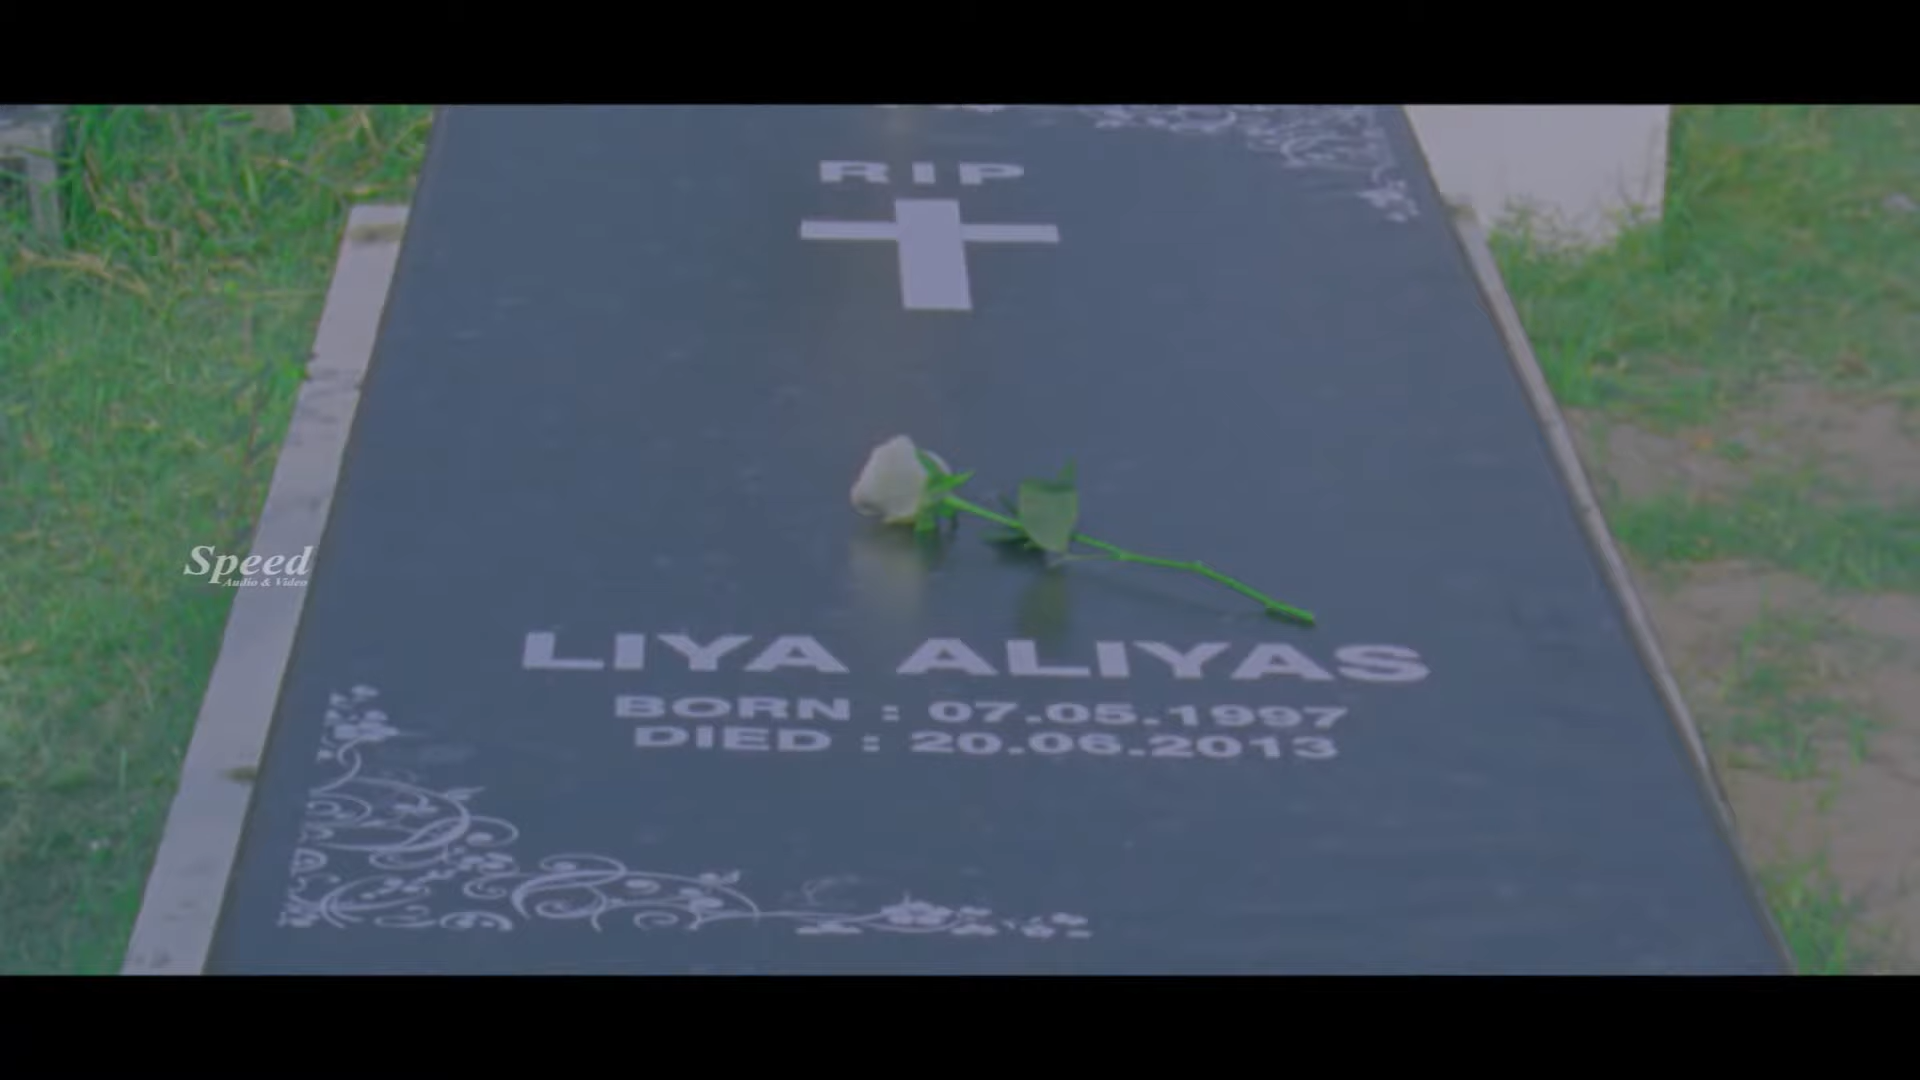 RIP
Speed
Audio & Video
LIYA ALIYAS
BORN : 07.05.1997
DIED : 20.06.2013